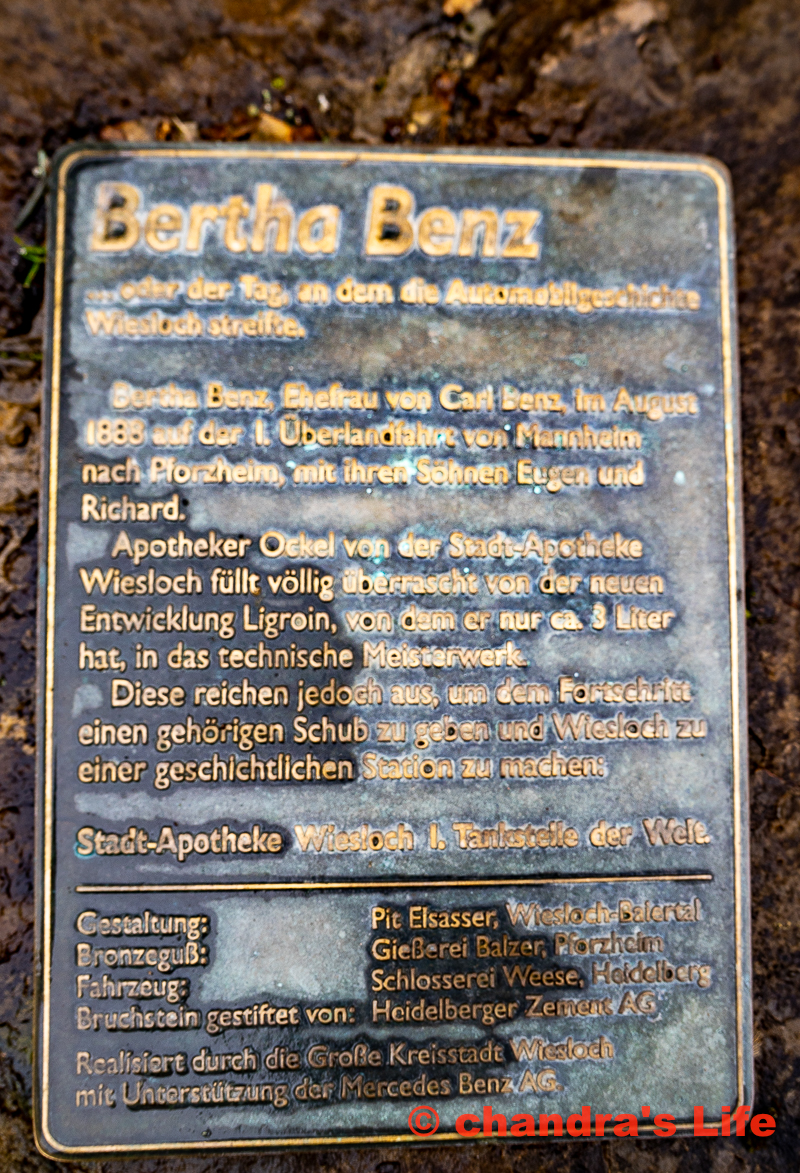 Bertha Benz
... oder der Tag, an dem die Automobilgeschichte
Wiesloch streifte.
Bertha Benz, Ehefrau von Carl Benz, im August
1888 auf der 1. Überlandfahrt von Mannheim
nach Pforzheim, mit ihren Söhnen Eugen und
Richard.
Apotheker Ockel von der Stadt-Apotheke
Wiesloch füllt völlig überrascht von der neuen
Entwicklung Ligroin, von dem er nur ca. 3 Liter
hat, in das technische Meisterwerk.
Diese reichen jedoch aus, um dem Fortschritt
einen gehörigen Schub zu geben und Wiesloch zu
einer geschichtlichen Station zu machen:
Stadt-Apotheke Wiesloch 1. Tankstelle der Welt.
Gestaltung: Pit Elsasser, Wiesloch-Baiertal
Bronzeguß: Gießerei Balzer, Pforzheim
Fahrzeug: Schlosserei Weese, Heidelberg
Bruchstein gestiftet von: Heidelberger Zement AG
Realisiert durch die Große Kreisstadt Wiesloch
mit Unterstützung der Mercedes Benz AG.
© chandra's Life